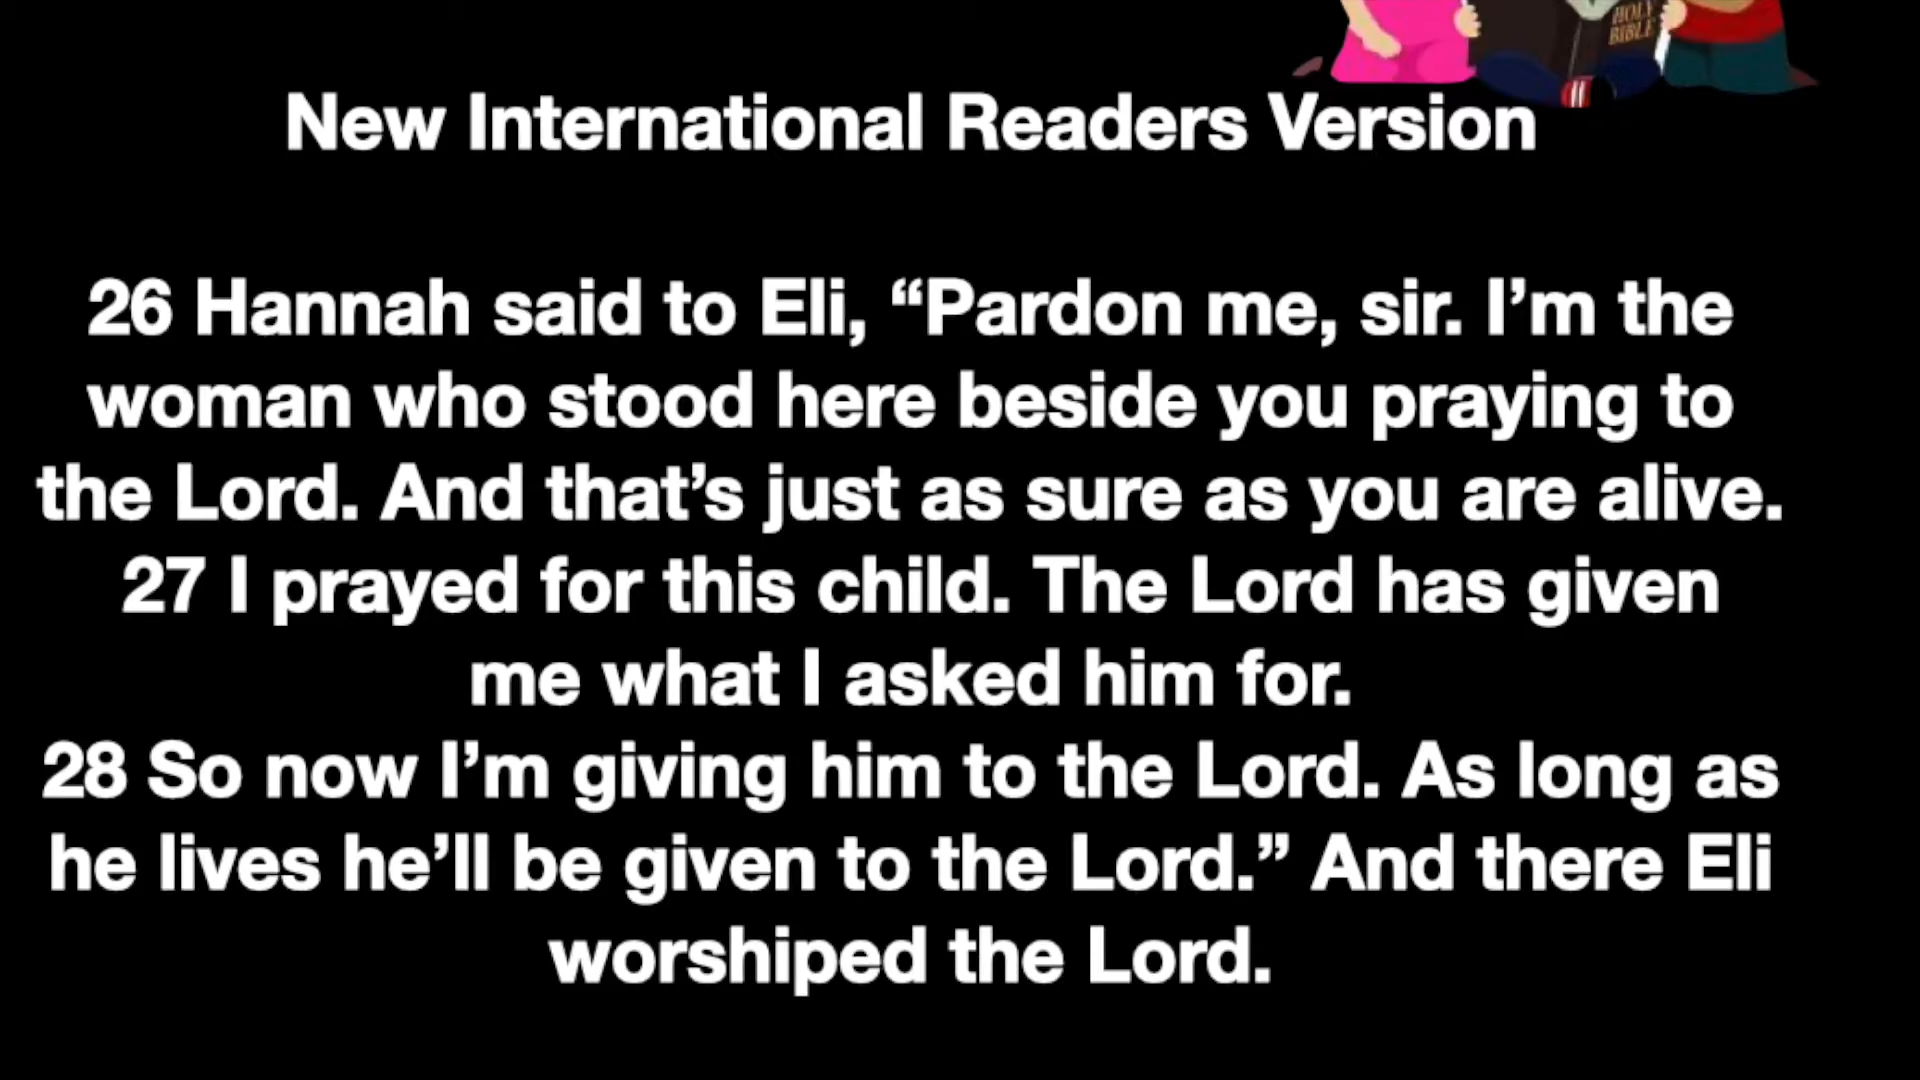 HOLY
BIBLE
New International Readers Version
26 Hannah said to Eli, “Pardon me, sir. I’m the
woman who stood here beside you praying to
the Lord. And that’s just as sure as you are alive.
27 I prayed for this child. The Lord has given
me what I asked him for.
28 So now I’m giving him to the Lord. As long as
he lives he’ll be given to the Lord.” And there Eli
worshiped the Lord.